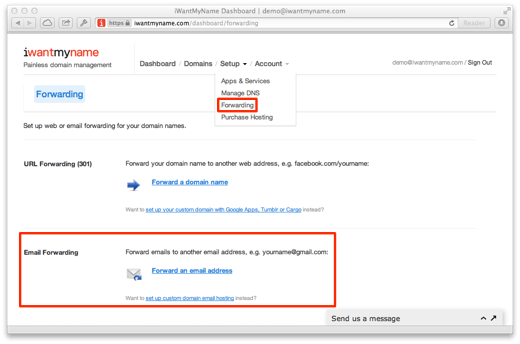 iWantMyName Dashboard | demo@iwantmyname.com
https iwantmyname.com/dashboard/forwarding
Reader
iwantmyname
Painless domain management
Dashboard / Domains / Setup / Account
demo@iwantmyname.com / Sign Out
Apps & Services
Manage DNS
Forwarding
Purchase Hosting
Forwarding
Set up web or email forwarding for your domain names.
URL Forwarding (301)
Forward your domain name to another web address, e.g. facebook.com/yourname:
Forward a domain name
Want to set up your custom domain with Google Apps, Tumblr or Cargo instead?
Email Forwarding
Forward emails to another email address, e.g. yourname@gmail.com:
Forward an email address
Want to set up custom domain email hosting instead?
Send us a message